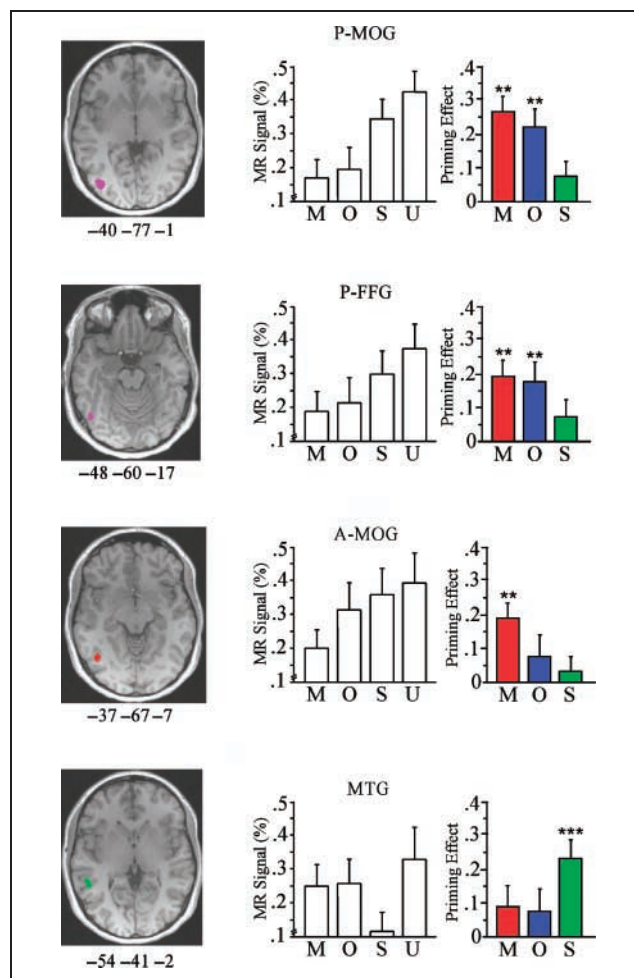 P-MOG
.5
.4
.3
.2
.1
MR Signal (%)
M O S U
.4
.3
.2
.1
0
Priming Effect
** **
M O S
–40 –77 –1
P-FFG
.5
.4
.3
.2
.1
MR Signal (%)
M O S U
.4
.3
.2
.1
0
Priming Effect
** **
M O S
–48 –60 –17
A-MOG
.5
.4
.3
.2
.1
MR Signal (%)
M O S U
.4
.3
.2
.1
0
Priming Effect
**
M O S
–37 –67 –7
MTG
.5
.4
.3
.2
.1
MR Signal (%)
M O S U
.4
.3
.2
.1
0
Priming Effect
***
M O S
–54 –41 –2